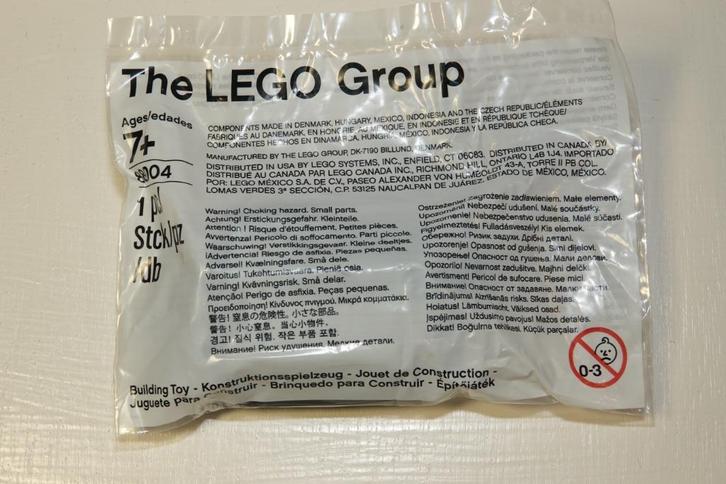 The LEGO Group
Ages/edades
7+
1 pc/
Stck/pz
/db
COMPONENTS MADE IN DENMARK, HUNGARY, MEXICO, INDONESIA AND THE CZECH REPUBLIC/ÉLÉMENTS
FABRIQUÉS AU DANEMARK, EN HONGRIE, AU MEXIQUE, EN INDONÉSIE ET EN RÉPUBLIQUE TCHÈQUE/
COMPONENTES HECHOS EN DINAMARCA, HUNGRÍA, MÉXICO, INDONESIA Y LA REPÚBLICA CHECA.
MANUFACTURED BY THE LEGO GROUP, DK-7190 BILLUND, DENMARK.
DISTRIBUTED IN USA BY LEGO SYSTEMS, INC., ENFIELD, CT 06083. DISTRIBUTED IN CANADA BY/
DISTRIBUÉ AU CANADA PAR LEGO CANADA INC., RICHMOND HILL, ONTARIO L4B 1J4. IMPORTADO
POR: LEGO MÉXICO S.A. DE C.V., PASEO ALEXANDER VON HUMBOLDT 43-A, TORRE II PB COL.
LOMAS VERDES 3ª SECCIÓN, C.P. 53125 NAUCALPAN DE JUÁREZ, ESTADO DE MÉXICO, MÉXICO.
Warning! Choking hazard. Small parts.
Achtung! Erstickungsgefahr. Kleinteile.
Attention ! Risque d'étouffement. Petites pièces.
Avvertenza! Pericolo di soffocamento. Parti piccole.
Waarschuwing! Verstikkingsgevaar. Kleine deeltjes.
¡Advertencia! Riesgo de asfixia. Piezas pequeñas.
Advarsel! Kvælningsfare. Små dele.
Varoitus! Tukehtumisvaara. Pieniä osia.
Varning! Kvävningsrisk. Små delar.
Atenção! Perigo de asfixia. Peças pequenas.
Προειδοποίηση! Κίνδυνος πνιγμού. Μικρά κομματάκια.
警告! 窒息の危険性。小さな部品。
警告! 小心窒息。当心小物件。
경고! 질식 위험. 작은 부품 포함.
Внимание! Риск удушения. Мелкие детали.
Ostrzeżenie! Zagrożenie zadławieniem. Małe elementy.
Upozornění! Nebezpečí udušení. Malé součástky.
Upozornenie! Nebezpečenstvo udusenia. Malé súčasti.
Figyelmeztetés! Fulladásveszély! Kis elemek.
Обережно! Ризик задухи. Дрібні деталі.
Upozorenje! Opasnost od gušenja. Sitni dijelovi.
Упозорење! Опасност од гушења. Мали делови.
Opozorilo! Nevarnost zadušitve. Majhni delčki.
Avertisment! Pericol de sufocare. Piese mici.
Внимание! Опасност от задавяне. Малки части.
Brīdinājums! Aizrīšanās risks. Sīkas daļas.
Hoiatus! Lämbumisoht. Väiksed osad.
Įspėjimas! Uždusimo pavojus! Mažos detalės.
Dikkat! Boğulma tehlikesi. Küçük parçalar.
0-3
Building Toy - Konstruktionsspielzeug - Jouet de Construction -
Juguete Para Construir - Brinquedo para Construir - Építőjáték